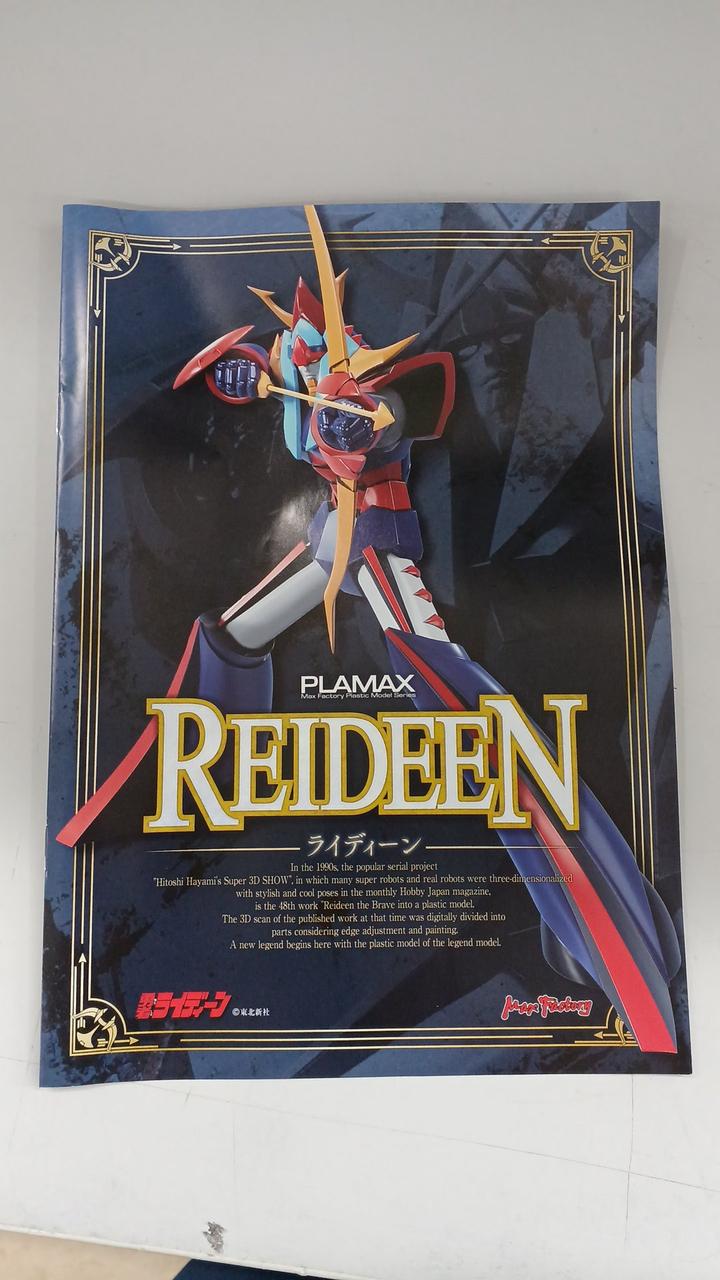 PLAMAX
Max Factory Plastic Model Series
REIDEEN
ライディーン
In the 1990s, the popular serial project
"Hitoshi Hayami's Super 3D SHOW", in which many super robots and real robots were three-dimensionalized
with stylish and cool poses in the monthly Hobby Japan magazine,
is the 48th work "Reideen the Brave into a plastic model.
The 3D scan of the published work at that time was digitally divided into
parts considering edge adjustment and painting.
A new legend begins here with the plastic model of the legend model.
勇者ライディーン ©東北新社
Max Factory